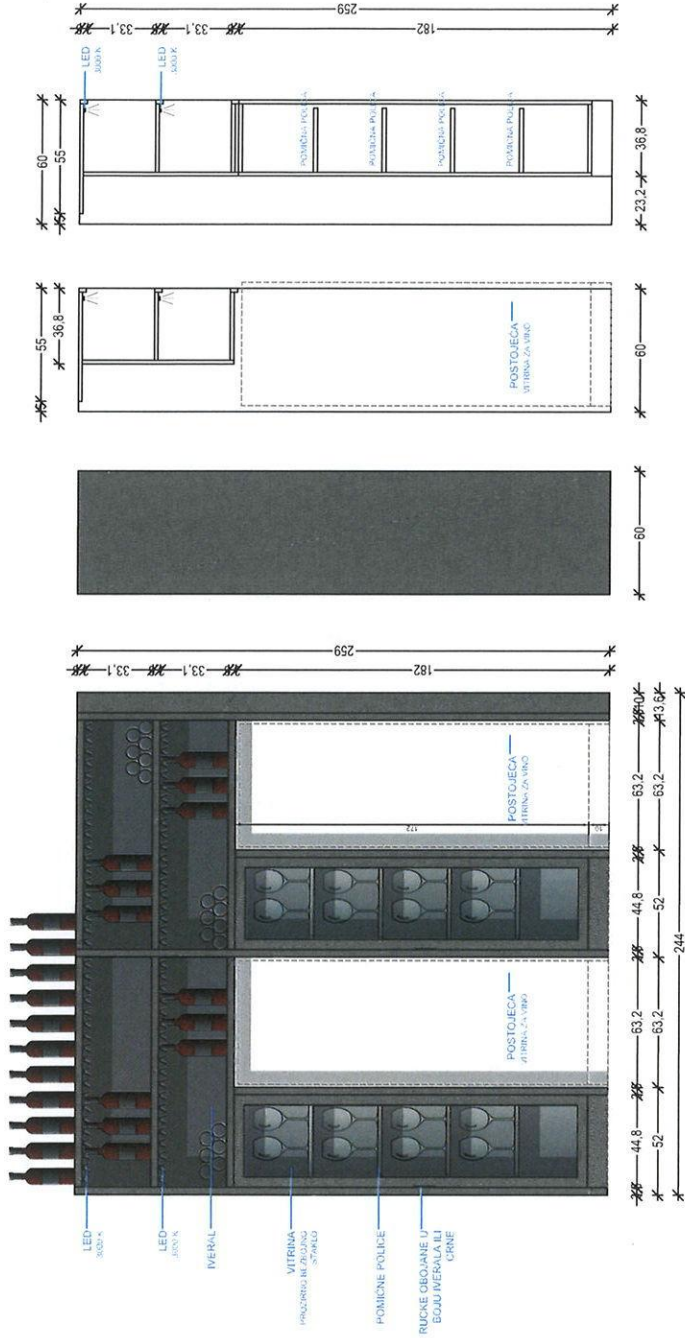 LED
3000 K
LED
3000 K
IVERAL
VITRINA
PROZIRNO BEZBOJNO
STAKLO
POMIČNE POLICE
RUČKE OBOJANE U
BOJU IVERALA ILI
CRNE
POSTOJEĆA
VITRINA ZA VINO
POSTOJEĆA
VITRINA ZA VINO
172
10
33,1
33,1
182
259
44,8
63,2
44,8
63,2
52
63,2
52
63,2
13,6
244
60
55
36,8
POSTOJEĆA
VITRINA ZA VINO
60
60
55
5
LED
3000 K
LED
3000 K
POMIČNA POLICA
POMIČNA POLICA
POMIČNA POLICA
POMIČNA POLICA
33,1
33,1
182
259
23,2
36,8